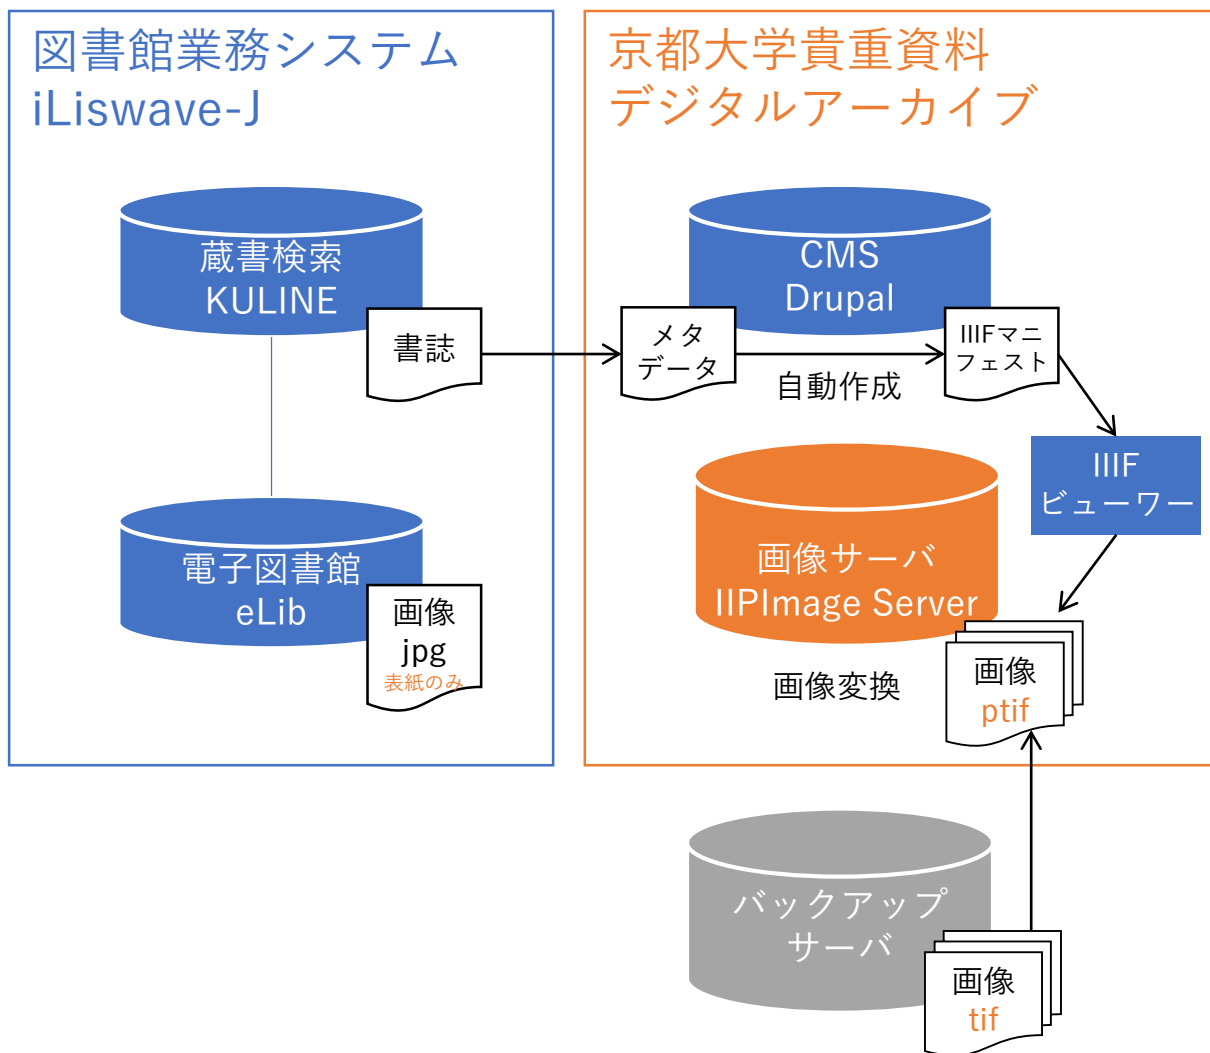 図書館業務システム
iLiswave-J
蔵書検索
KULINE
書誌
電子図書館
eLib
画像
jpg
表紙のみ
京都大学貴重資料
デジタルアーカイブ
CMS
Drupal
メタ
データ
自動作成
IIIFマニ
フェスト
IIIF
ビューワー
画像サーバ
IIPImage Server
画像変換
画像
ptif
バックアップ
サーバ
画像
tif